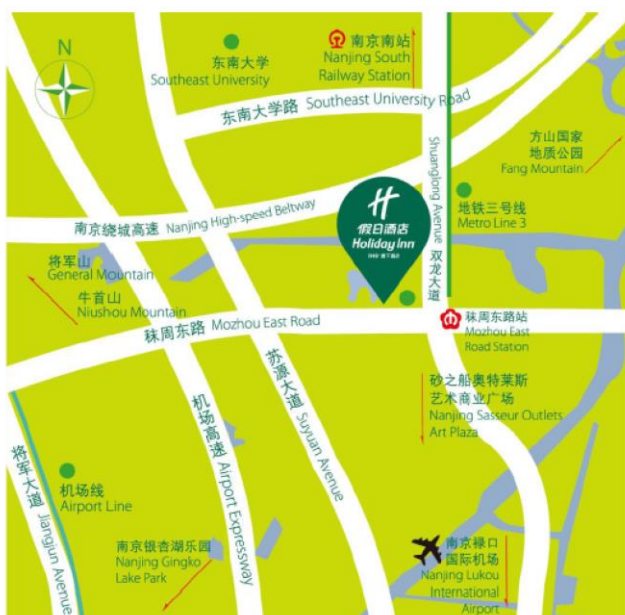 N
东南大学
Southeast University
南京南站
Nanjing South
Railway Station
东南大学路 Southeast University Road
Shuanglong Avenue 双龙大道
方山国家
地质公园
Fang Mountain
假日酒店
Holiday Inn
地铁三号线
Metro Line 3
南京绕城高速 Nanjing High-speed Beltway
将军山
General Mountain
牛首山
Niushou Mountain
秣周东路 Mozhou East Road
秣周东路站
Mozhou East
Road Station
苏源大道 Suyuan Avenue
机场高速 Airport Expressway
砂之船奥特莱斯
艺术商业广场
Nanjing Sasseur Outlets
Art Plaza
将军大道 Jiangjun Avenue
机场线
Airport Line
南京银杏湖乐园
Nanjing Gingko
Lake Park
南京禄口
国际机场
Nanjing Lukou
International
Airport